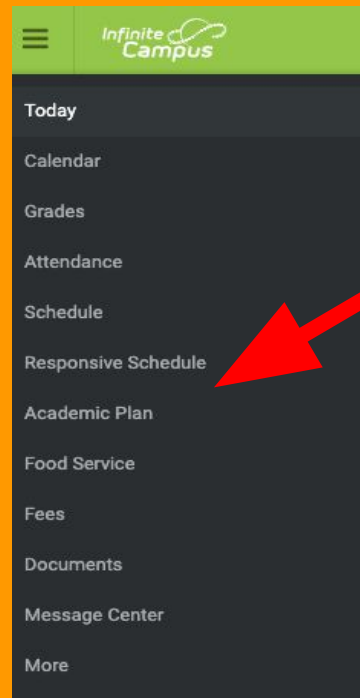 Infinite
Campus
Today
Calendar
Grades
Attendance
Schedule
Responsive Schedule
Academic Plan
Food Service
Fees
Documents
Message Center
More